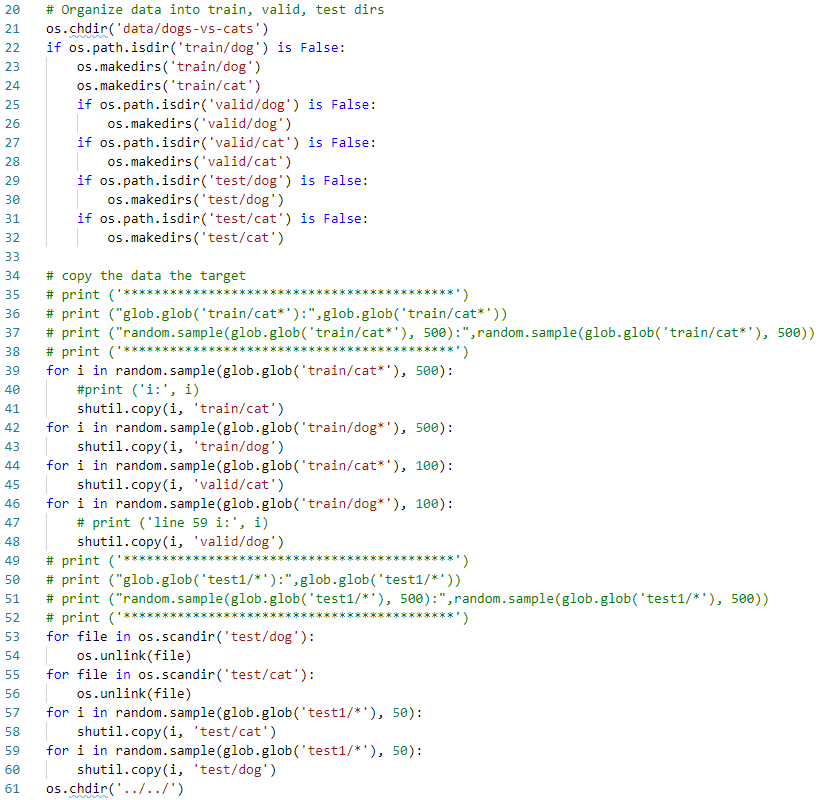 20 # Organize data into train, valid, test dirs
21 os.chdir('data/dogs-vs-cats')
22 if os.path.isdir('train/dog') is False:
23     os.makedirs('train/dog')
24     os.makedirs('train/cat')
25     if os.path.isdir('valid/dog') is False:
26         os.makedirs('valid/dog')
27     if os.path.isdir('valid/cat') is False:
28         os.makedirs('valid/cat')
29     if os.path.isdir('test/dog') is False:
30         os.makedirs('test/dog')
31     if os.path.isdir('test/cat') is False:
32         os.makedirs('test/cat')
33
34 # copy the data the target
35 # print ('*******************************************')
36 # print ("glob.glob('train/cat*'):",glob.glob('train/cat*'))
37 # print ("random.sample(glob.glob('train/cat*'), 500):",random.sample(glob.glob('train/cat*'), 500))
38 # print ('*******************************************')
39 for i in random.sample(glob.glob('train/cat*'), 500):
40     #print ('i:', i)
41     shutil.copy(i, 'train/cat')
42 for i in random.sample(glob.glob('train/dog*'), 500):
43     shutil.copy(i, 'train/dog')
44 for i in random.sample(glob.glob('train/cat*'), 100):
45     shutil.copy(i, 'valid/cat')
46 for i in random.sample(glob.glob('train/dog*'), 100):
47     # print ('line 59 i:', i)
48     shutil.copy(i, 'valid/dog')
49 # print ('*******************************************')
50 # print ("glob.glob('test1/*'):",glob.glob('test1/*'))
51 # print ("random.sample(glob.glob('test1/*'), 500):",random.sample(glob.glob('test1/*'), 500))
52 # print ('*******************************************')
53 for file in os.scandir('test/dog'):
54     os.unlink(file)
55 for file in os.scandir('test/cat'):
56     os.unlink(file)
57 for i in random.sample(glob.glob('test1/*'), 50):
58     shutil.copy(i, 'test/cat')
59 for i in random.sample(glob.glob('test1/*'), 50):
60     shutil.copy(i, 'test/dog')
61 os.chdir('../../')